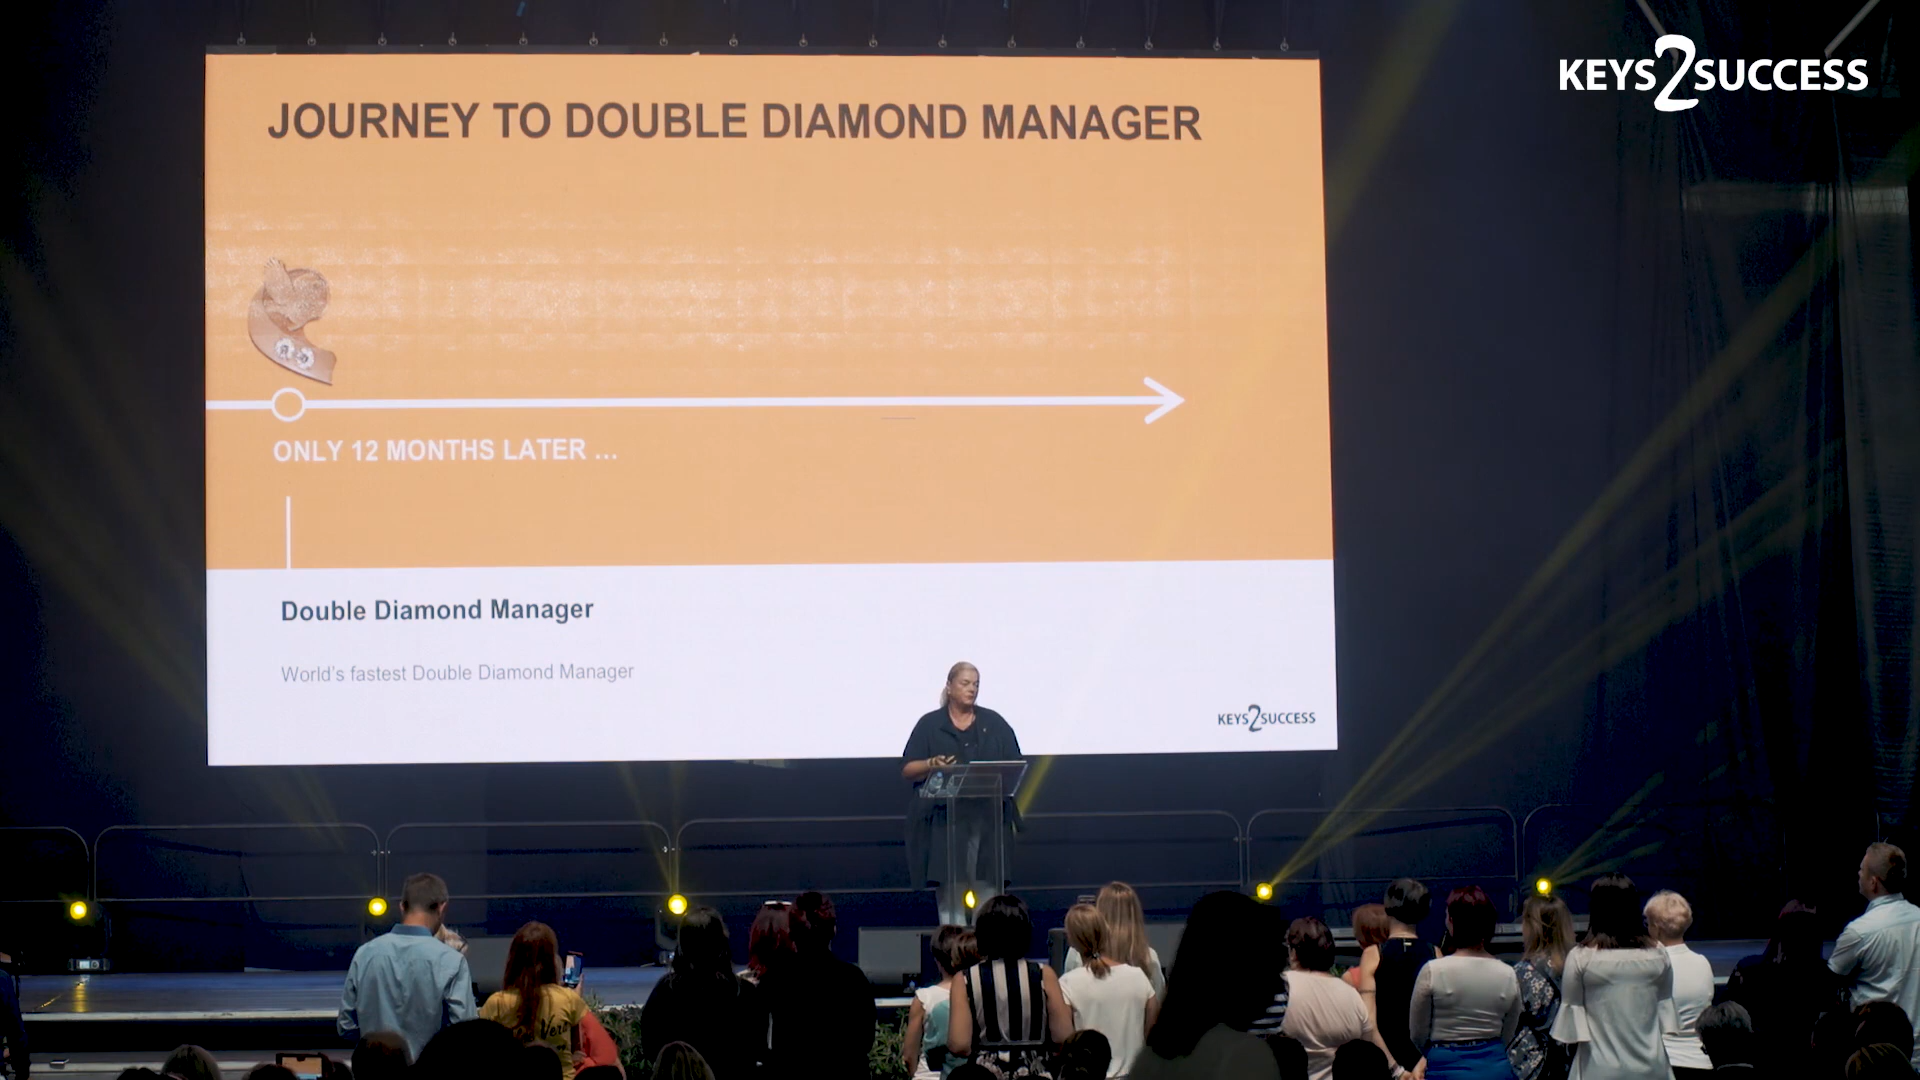 KEYS2SUCCESS
JOURNEY TO DOUBLE DIAMOND MANAGER
ONLY 12 MONTHS LATER ...
Double Diamond Manager
World's fastest Double Diamond Manager
KEYS2SUCCESS